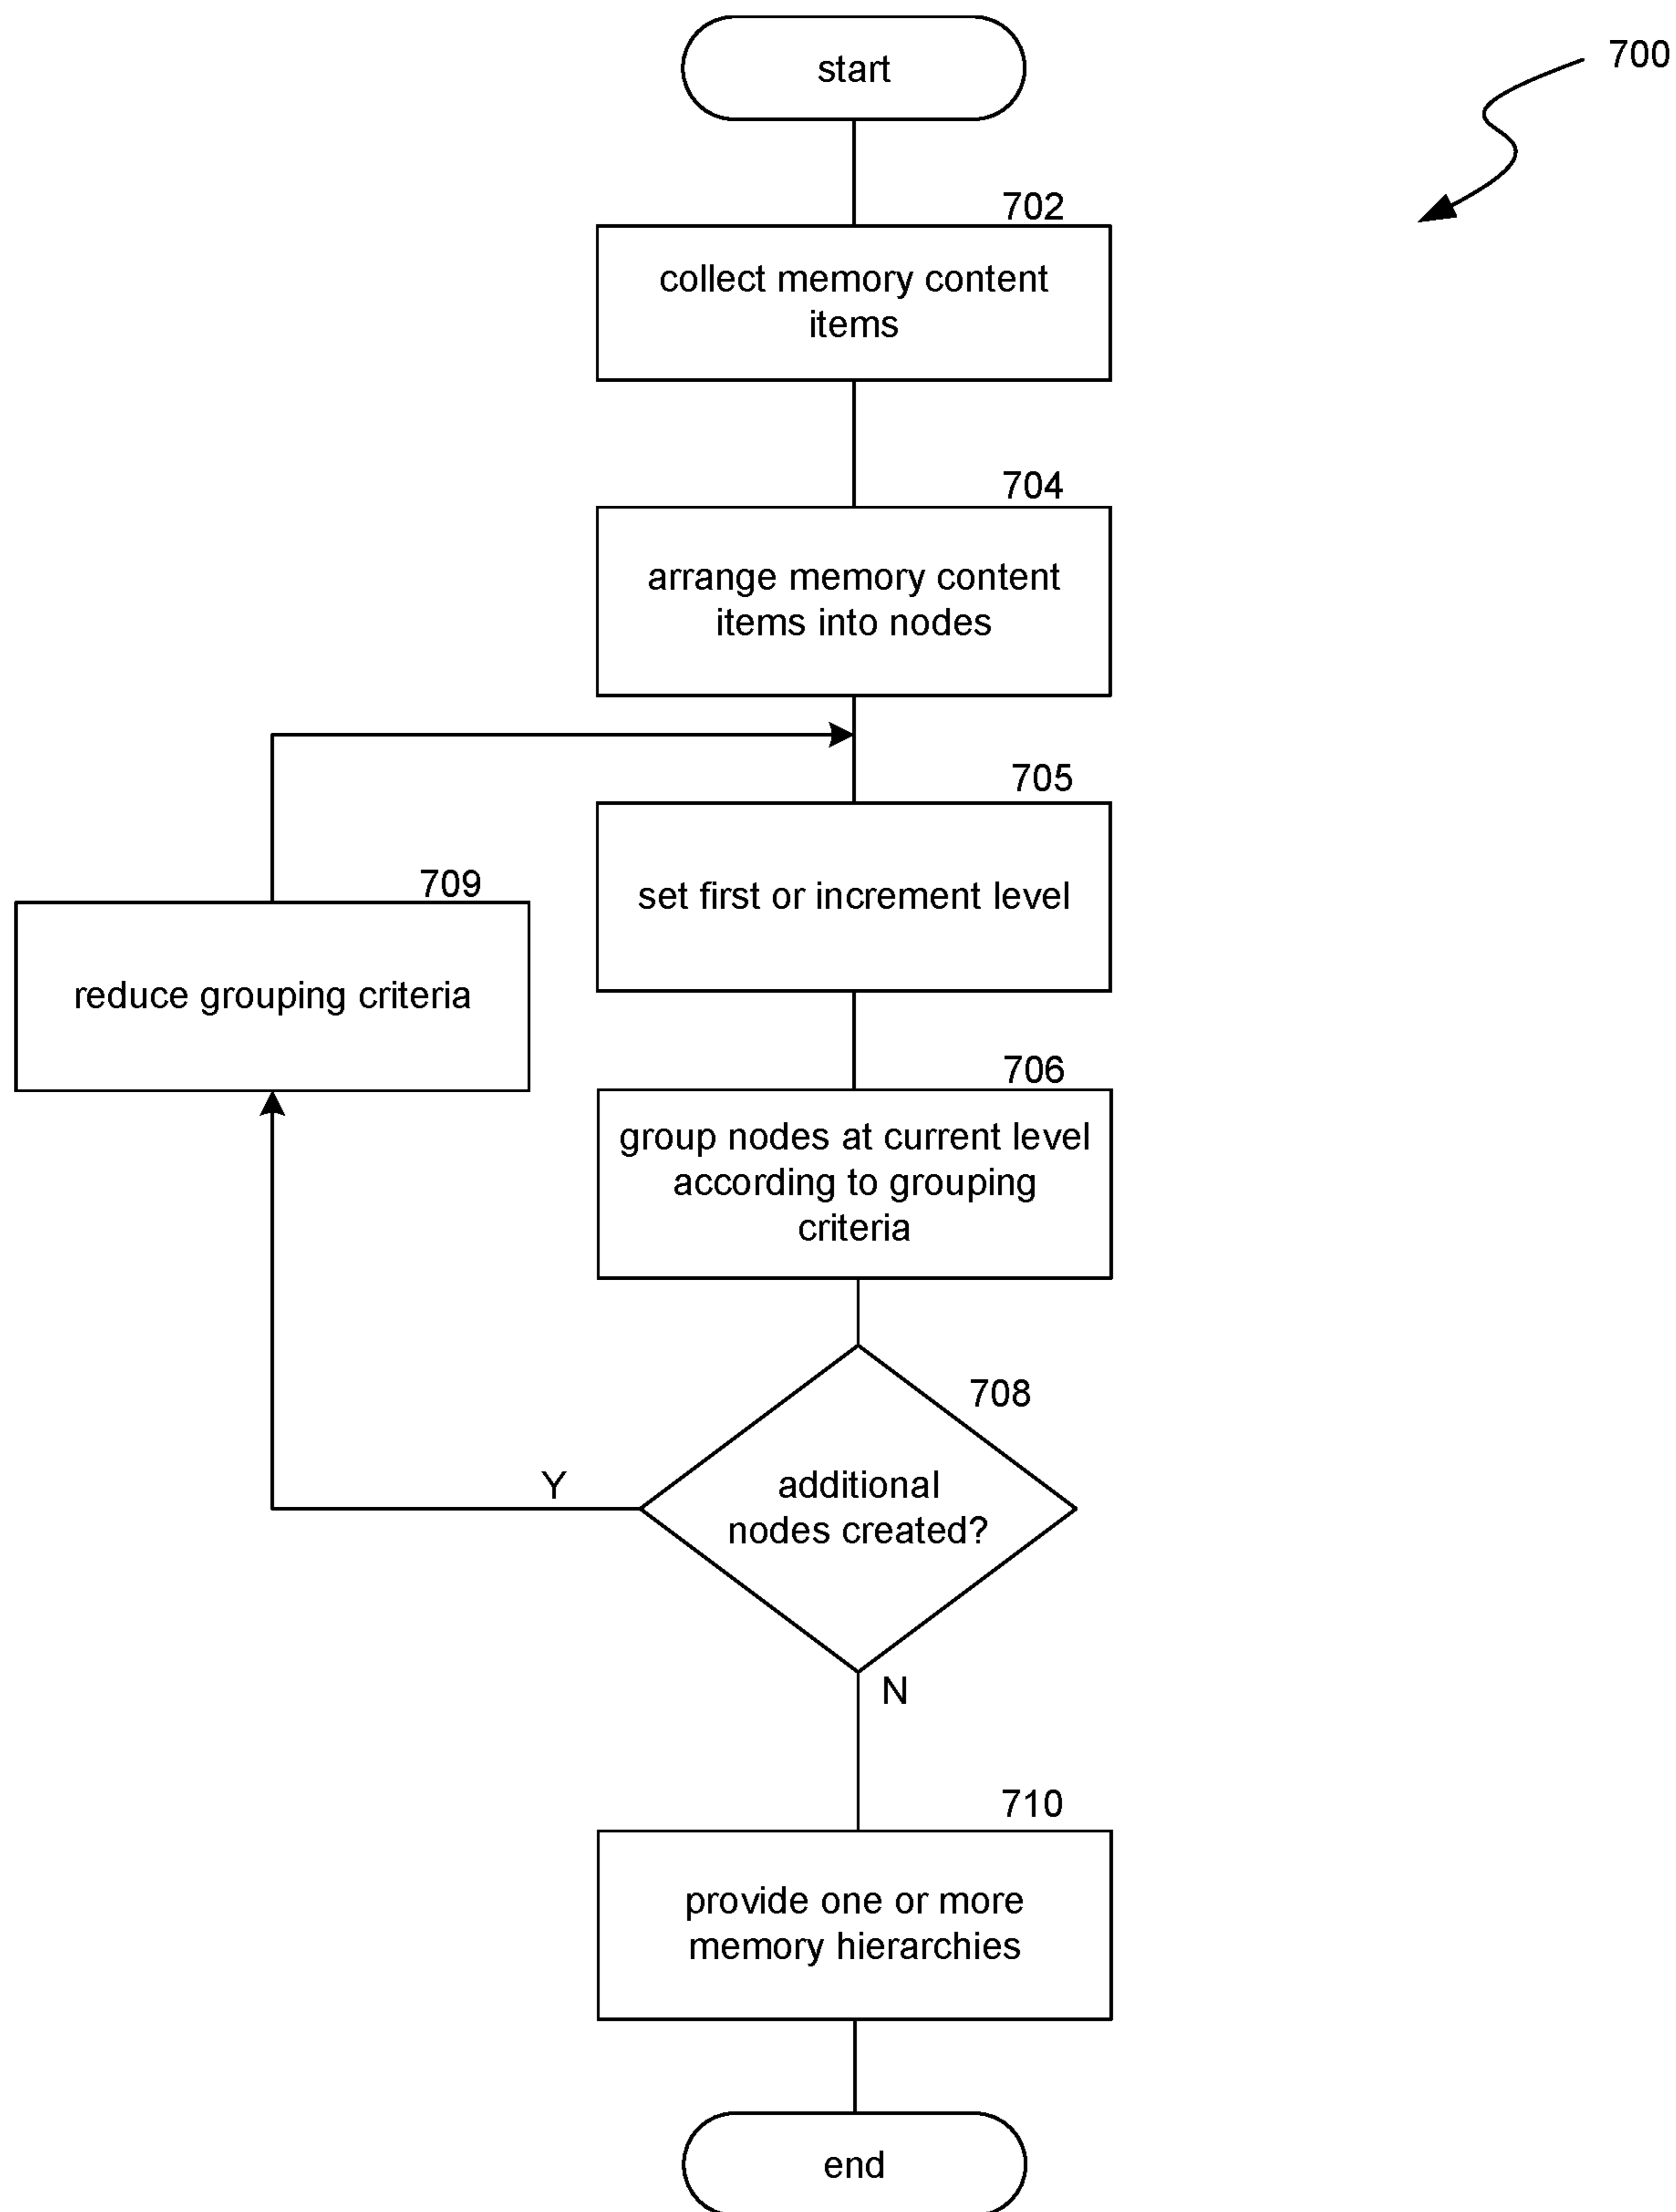 start
700
702
collect memory content
items
704
arrange memory content
items into nodes
705
set first or increment level
709
reduce grouping criteria
706
group nodes at current level
according to grouping
criteria
708
additional
nodes created?
Y
N
710
provide one or more
memory hierarchies
end